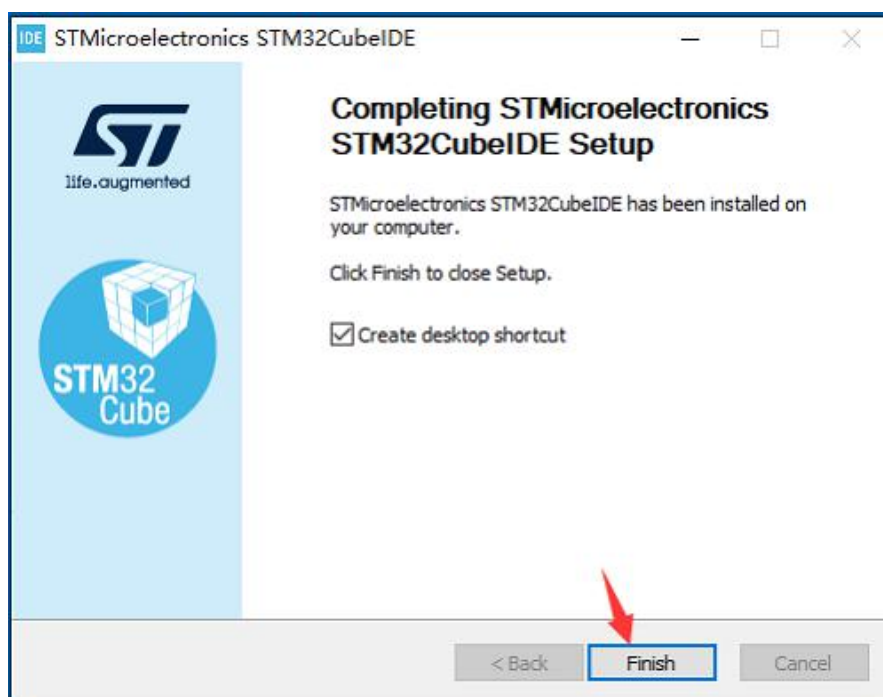 IDE STMicroelectronics STM32CubeIDE
Completing STMicroelectronics
STM32CubeIDE Setup
ST
life.augmented
STMicroelectronics STM32CubeIDE has been installed on
your computer.
Click Finish to close Setup.
Create desktop shortcut
STM32
Cube
< Back Finish Cancel